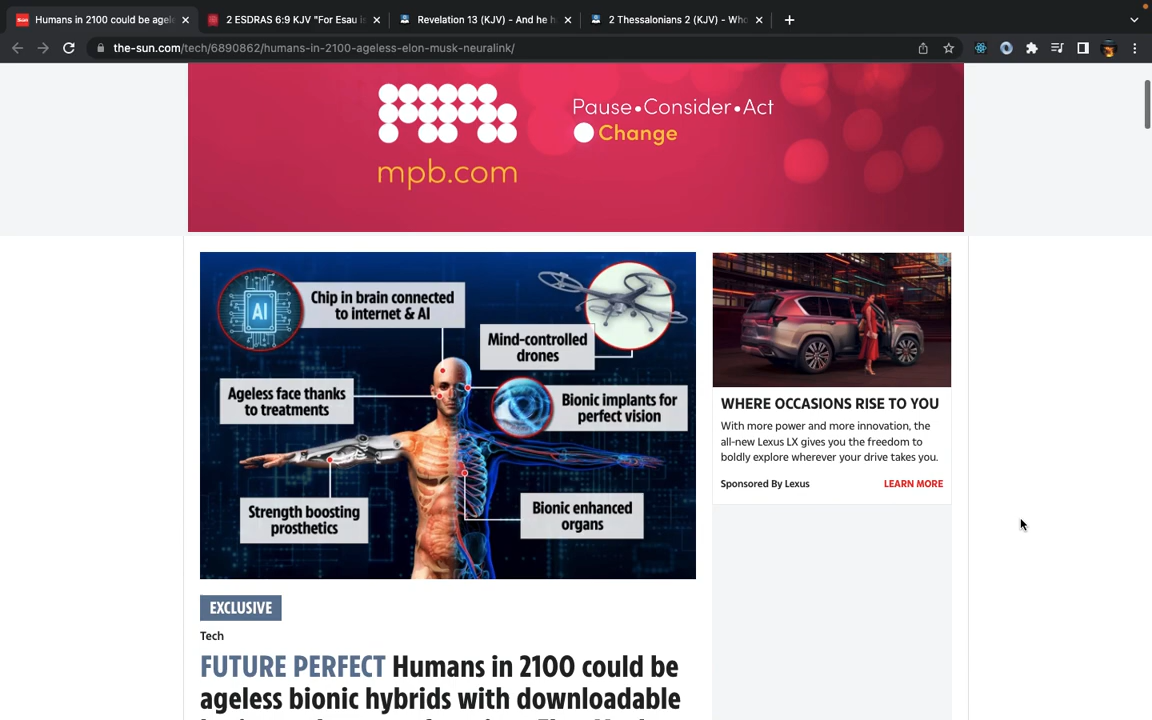 Humans in 2100 could be agele
2 ESDRAS 6:9 KJV "For Esau is
Revelation 13 (KJV) - And he h
2 Thessalonians 2 (KJV) - Who
the-sun.com/tech/6890862/humans-in-2100-ageless-elon-musk-neuralink/
Pause•Consider•Act
Change
mpb.com
AI
Chip in brain connected
to internet & AI
Mind-controlled
drones
Ageless face thanks
to treatments
Bionic implants for
perfect vision
Strength boosting
prosthetics
Bionic enhanced
organs
WHERE OCCASIONS RISE TO YOU
With more power and more innovation, the
all-new Lexus LX gives you the freedom to
boldly explore wherever your drive takes you.
Sponsored By Lexus
LEARN MORE
EXCLUSIVE
Tech
FUTURE PERFECT Humans in 2100 could be
ageless bionic hybrids with downloadable